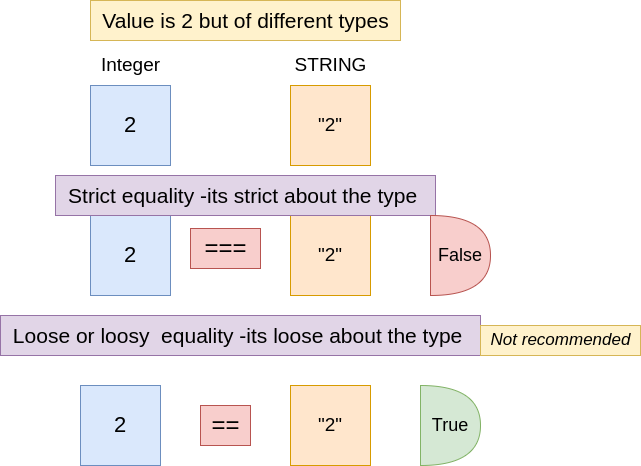 Value is 2 but of different types
Integer STRING
2 "2"
Strict equality -its strict about the type
2 === "2" False
Loose or loosy  equality -its loose about the type
Not recommended
2 == "2" True